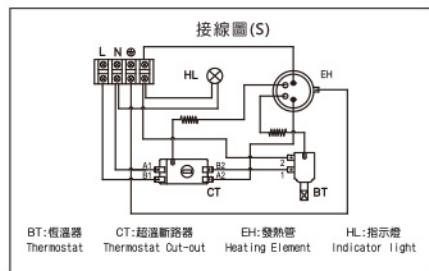 接線圖(S)
L N ⏚
HL
EH
A1
B1
B2
A2
2
1
CT
BT
BT:恆溫器 CT:超溫斷路器 EH:發熱管 HL:指示燈
Thermostat Thermostat Cut-out Heating Element Indicator light